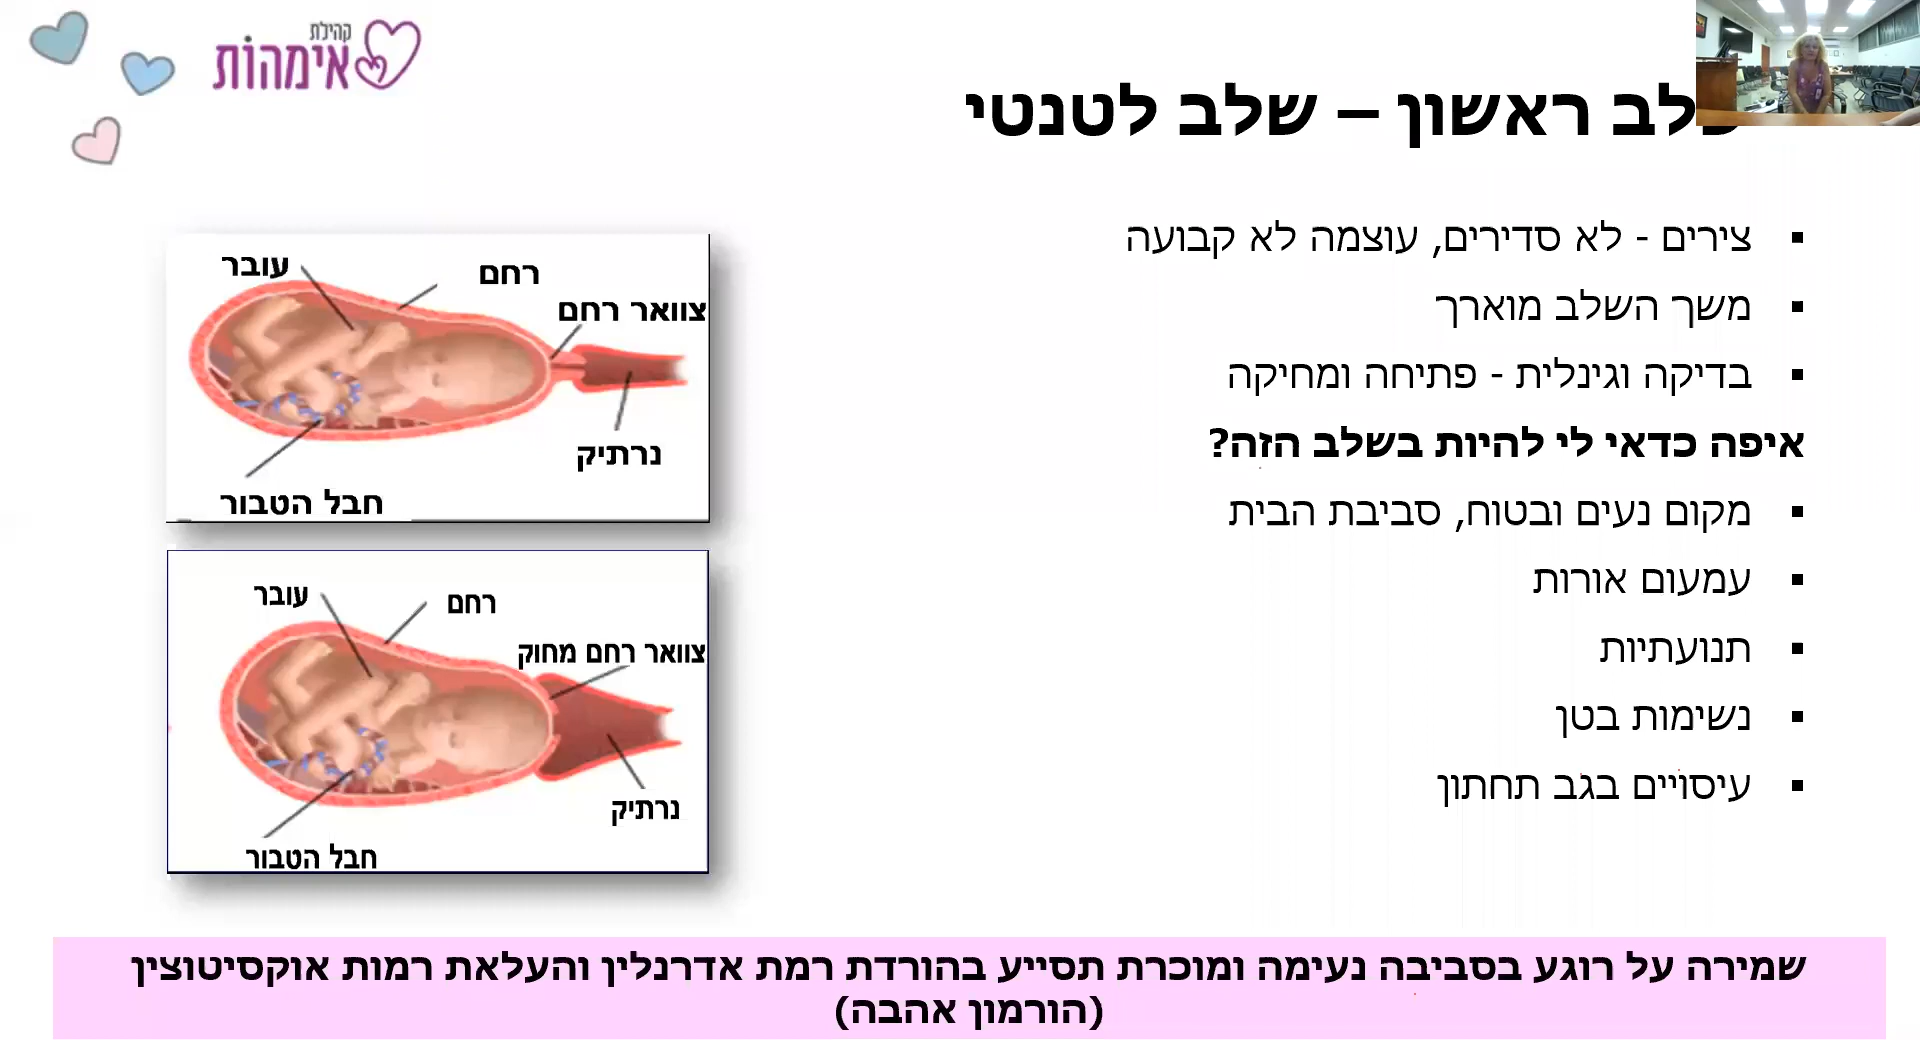 קהילת
אימהות
לב ראשון – שלב לטנטי
צירים - לא סדירים, עוצמה לא קבועה
משך השלב מוארך
בדיקה וגינלית - פתיחה ומחיקה
איפה כדאי לי להיות בשלב הזה?
מקום נעים ובטוח, סביבת הבית
עמעום אורות
תנועתיות
נשימות בטן
עיסויים בגב תחתון
עובר
רחם
צוואר רחם
נרתיק
חבל הטבור
עובר
רחם
צוואר רחם מחוק
נרתיק
חבל הטבור
שמירה על רוגע בסביבה נעימה ומוכרת תסייע בהורדת רמת אדרנלין והעלאת רמות אוקסיטוצין
(הורמון אהבה)